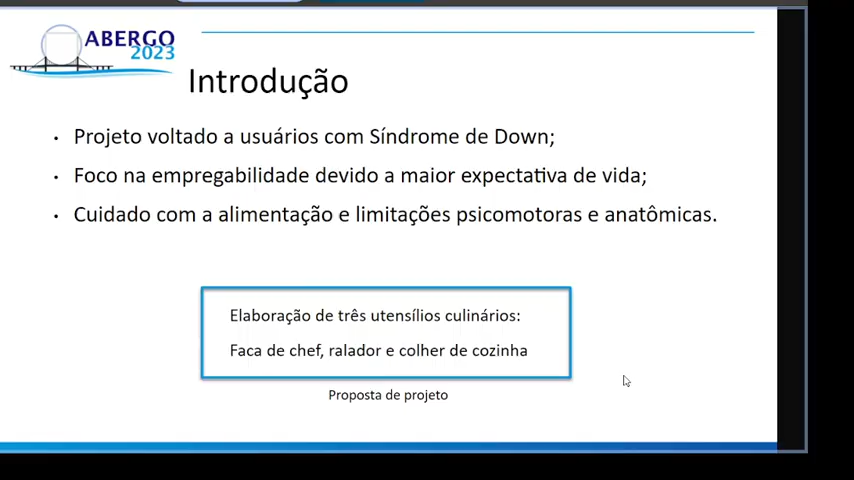 ABERGO
2023
Introdução
• Projeto voltado a usuários com Síndrome de Down;
• Foco na empregabilidade devido a maior expectativa de vida;
• Cuidado com a alimentação e limitações psicomotoras e anatômicas.
Elaboração de três utensílios culinários:
Faca de chef, ralador e colher de cozinha
Proposta de projeto